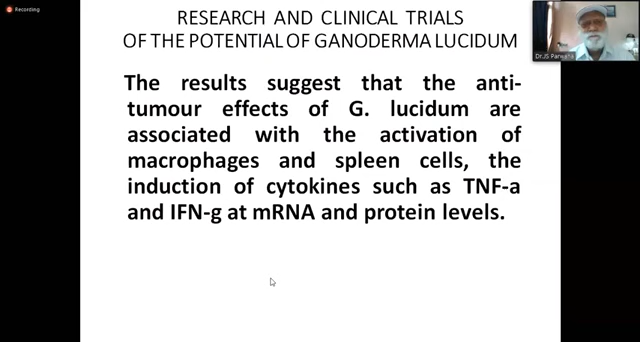 Recording
RESEARCH AND CLINICAL TRIALS
OF THE POTENTIAL OF GANODERMA LUCIDUM
The results suggest that the anti-
tumour effects of G. lucidum are
associated with the activation of
macrophages and spleen cells, the
induction of cytokines such as TNF-a
and IFN-g at mRNA and protein levels.
Dr.JS